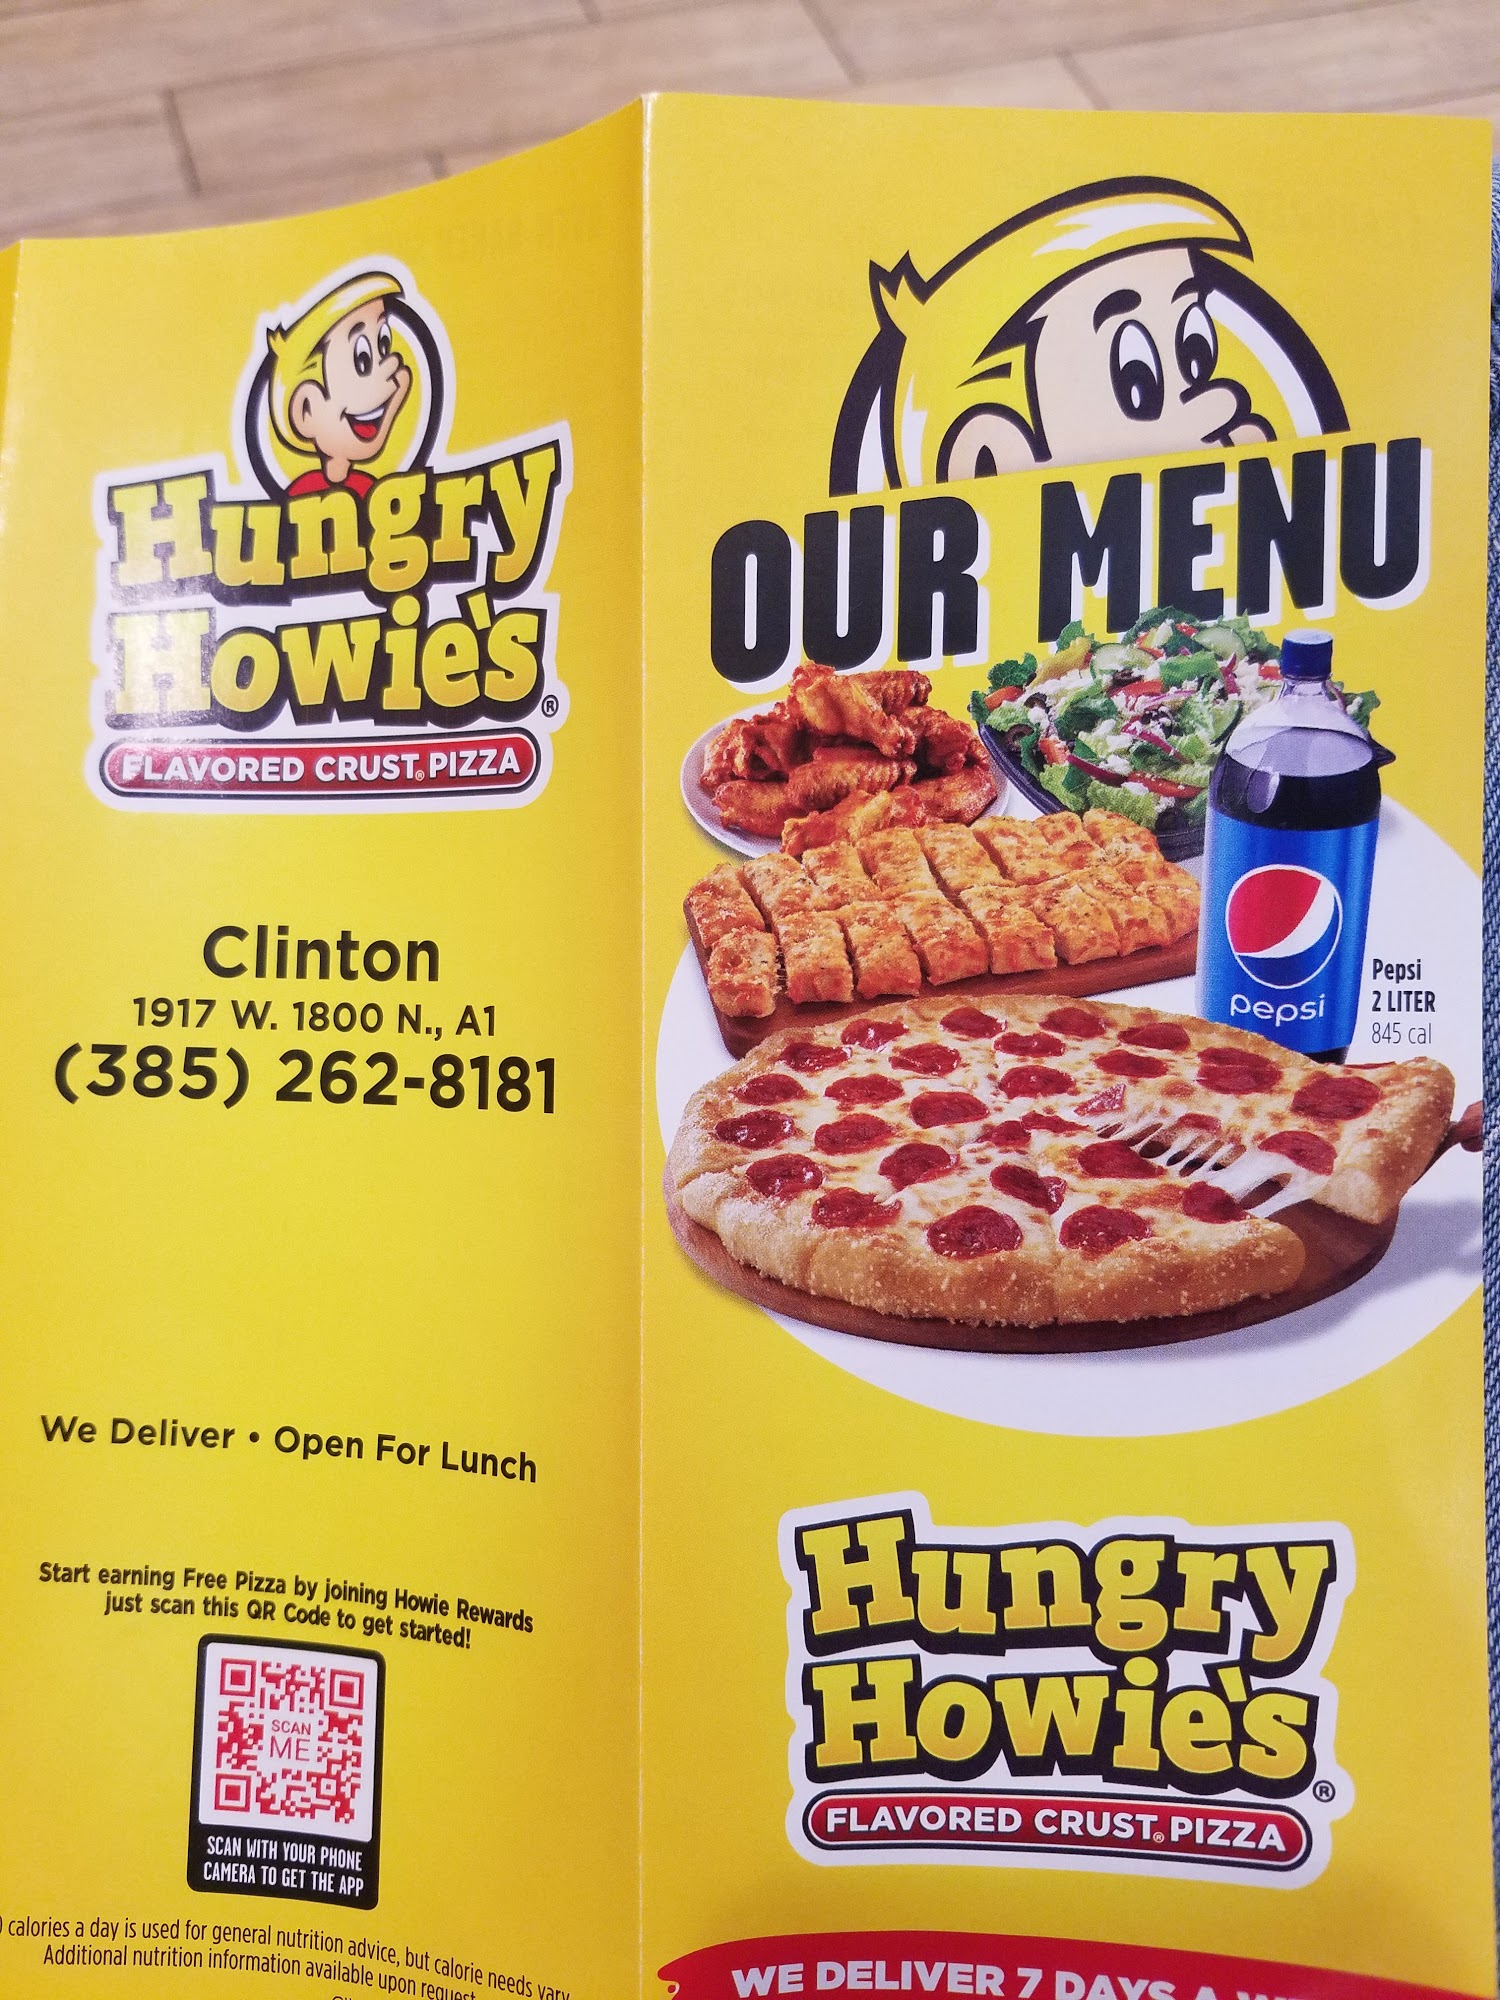 Hungry
Howie's®
FLAVORED CRUST® PIZZA
Clinton
1917 W. 1800 N., A1
(385) 262-8181
We Deliver • Open For Lunch
Start earning Free Pizza by joining Howie Rewards
just scan this QR Code to get started!
SCAN
ME
SCAN WITH YOUR PHONE
CAMERA TO GET THE APP
calories a day is used for general nutrition advice, but calorie needs vary
Additional nutrition information available upon request
OUR MENU
pepsi
Pepsi
2 LITER
845 cal
Hungry
Howie's®
FLAVORED CRUST® PIZZA
WE DELIVER 7 DAYS A